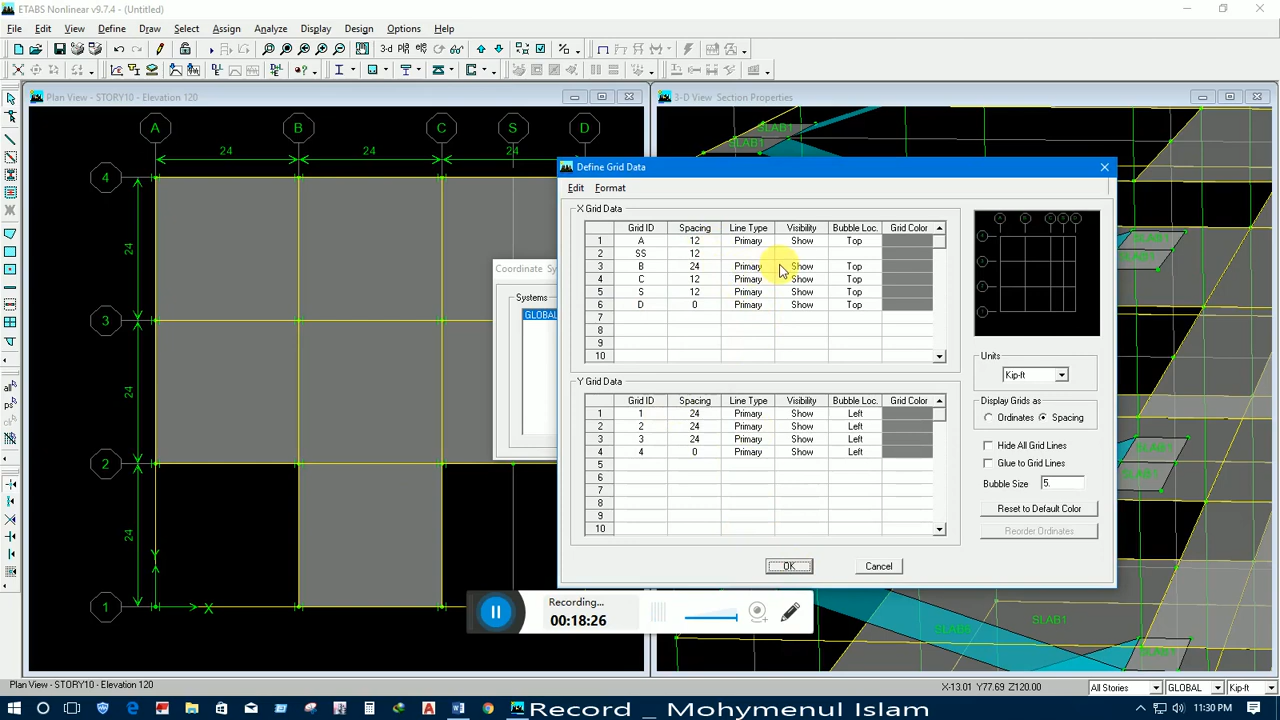 ETABS Nonlinear v9.7.4 - (Untitled)
File Edit View Define Draw Select Assign Analyze Display Design Options Help
3-d
Plan View - STORY10 - Elevation 120
3-D View Section Properties
A B C S D
24 24 24
4
3
2
1
24
24
24
X
SLAB1
SLAB1
SLAB1
SLAB1
SLAB1
SLAB1
SLAB1
SLAB1
Coordinate Sy
Systems
GLOBAL
Define Grid Data
Edit Format
X Grid Data
Grid ID Spacing Line Type Visibility Bubble Loc. Grid Color
1 A 12 Primary Show Top
2 SS 12
3 B 24 Primary Show Top
4 C 12 Primary Show Top
5 S 12 Primary Show Top
6 D 0 Primary Show Top
7
8
9
10
Y Grid Data
Grid ID Spacing Line Type Visibility Bubble Loc. Grid Color
1 1 24 Primary Show Left
2 2 24 Primary Show Left
3 3 24 Primary Show Left
4 4 0 Primary Show Left
5
6
7
8
9
10
Units
Kip-ft
Display Grids as
Ordinates Spacing
Hide All Grid Lines
Glue to Grid Lines
Bubble Size 5.
Reset to Default Color
Reorder Ordinates
OK Cancel
Recording...
00:18:26
Plan View - STORY10 - Elevation 120
X-13.01 Y77.69 Z120.00
All Stories GLOBAL Kip-ft
Record _ Mohymenul Islam
11:30 PM